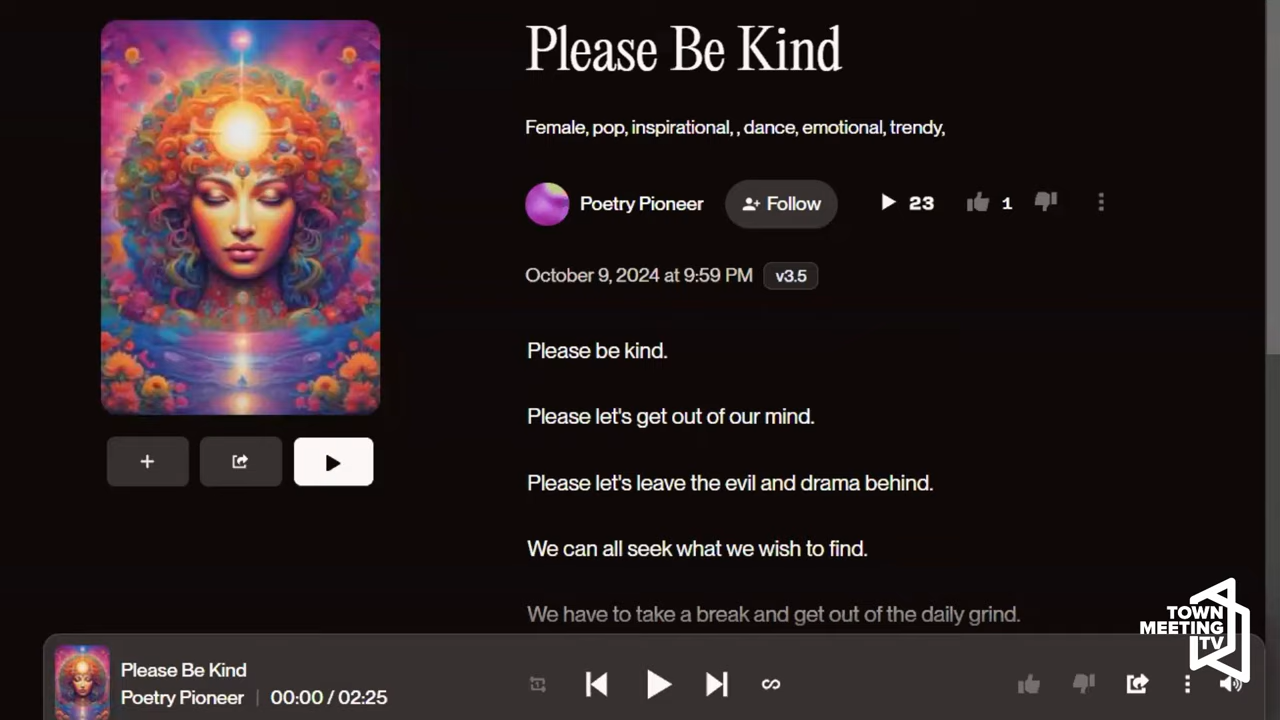 Please Be Kind
Female, pop, inspirational, , dance, emotional, trendy,
Poetry Pioneer
Follow
23
1
October 9, 2024 at 9:59 PM
v3.5
Please be kind.
Please let's get out of our mind.
Please let's leave the evil and drama behind.
We can all seek what we wish to find.
We have to take a break and get out of the daily grind.
TOWN
MEETING
TV
Please Be Kind
Poetry Pioneer
00:00 / 02:25